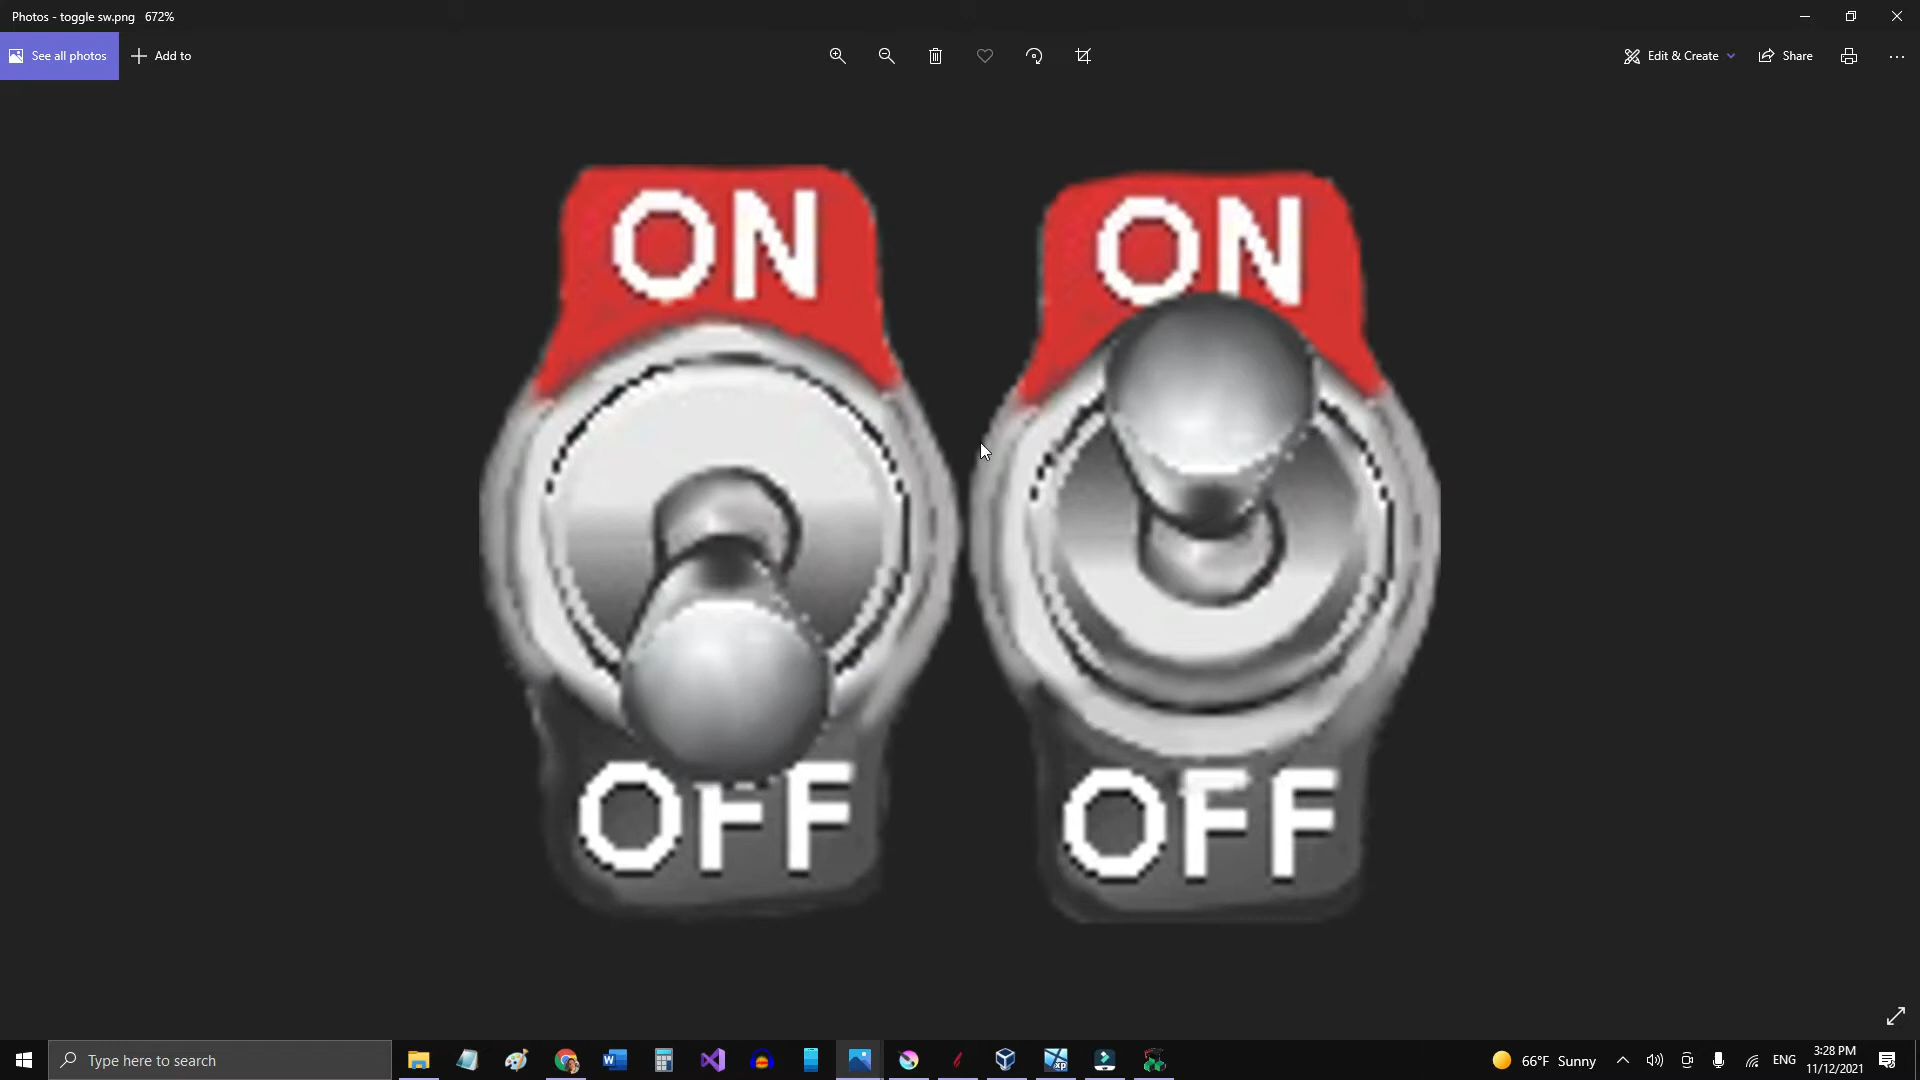 Photos - toggle sw.png 672%
See all photos
Add to
Edit & Create
Share
ON
ON
OFF
OFF
Type here to search
W
xp
66°F Sunny
ENG
3:28 PM
11/12/2021